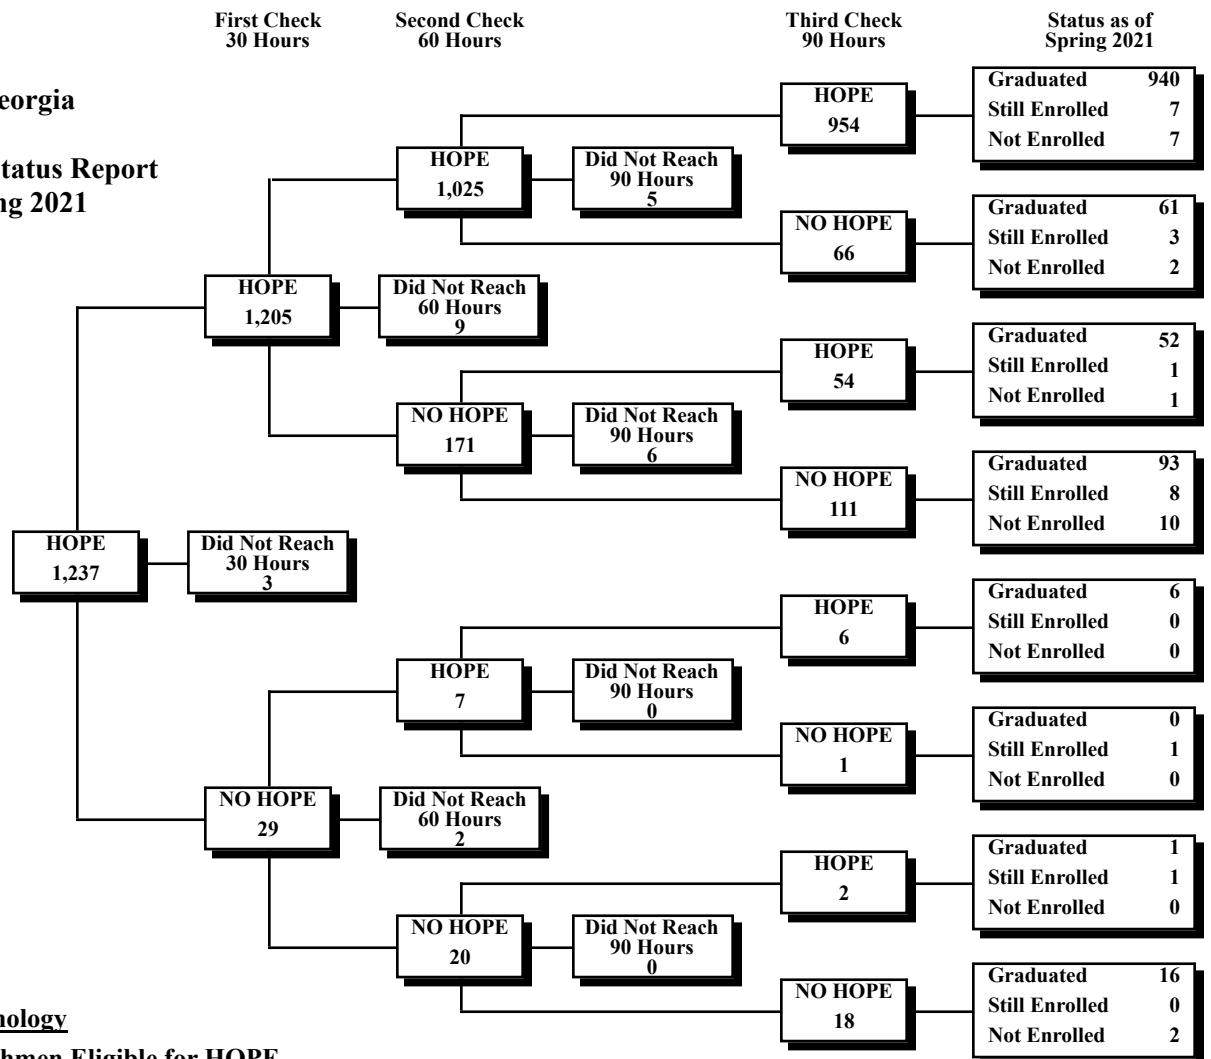 First Check
30 Hours
Second Check
60 Hours
Third Check
90 Hours
Status as of
Spring 2021
Status Report
2021
HOPE
954
Graduated 940
Still Enrolled 7
Not Enrolled 7
HOPE
1,025
Did Not Reach
90 Hours
5
NO HOPE
66
Graduated 61
Still Enrolled 3
Not Enrolled 2
HOPE
1,205
Did Not Reach
60 Hours
9
HOPE
54
Graduated 52
Still Enrolled 1
Not Enrolled 1
NO HOPE
171
Did Not Reach
90 Hours
6
NO HOPE
111
Graduated 93
Still Enrolled 8
Not Enrolled 10
HOPE
1,237
Did Not Reach
30 Hours
3
HOPE
6
Graduated 6
Still Enrolled 0
Not Enrolled 0
HOPE
7
Did Not Reach
90 Hours
0
NO HOPE
1
Graduated 0
Still Enrolled 1
Not Enrolled 0
NO HOPE
29
Did Not Reach
60 Hours
2
HOPE
2
Graduated 1
Still Enrolled 1
Not Enrolled 0
NO HOPE
20
Did Not Reach
90 Hours
0
NO HOPE
18
Graduated 16
Still Enrolled 0
Not Enrolled 2
Eligible for HOPE